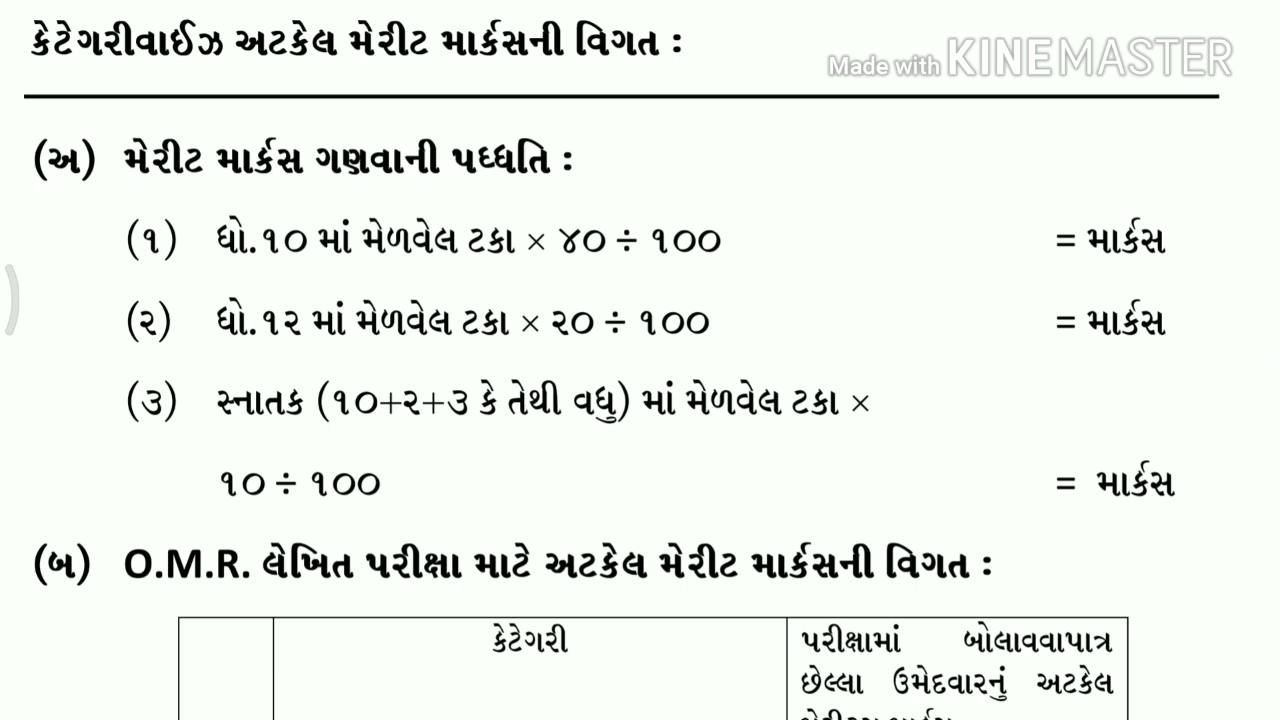 કેટેગરીવાઈઝ અટકેલ મેરીટ માર્કસની વિગત :
Made with KINEMASTER
(અ) મેરીટ માર્કસ ગણવાની પધ્ધતિ :
(૧) ધો.૧૦ માં મેળવેલ ટકા × ૪૦ ÷ ૧૦૦ = માર્કસ
(૨) ધો.૧૨ માં મેળવેલ ટકા × ૨૦ ÷ ૧૦૦ = માર્કસ
(૩) સ્નાતક (૧૦+૨+૩ કે તેથી વધુ) માં મેળવેલ ટકા ×
૧૦ ÷ ૧૦૦ = માર્કસ
(બ) O.M.R. લેખિત પરીક્ષા માટે અટકેલ મેરીટ માર્કસની વિગત :
કેટેગરી
પરીક્ષામાં બોલાવવાપાત્ર
છેલ્લા ઉમેદવારનું અટકેલ